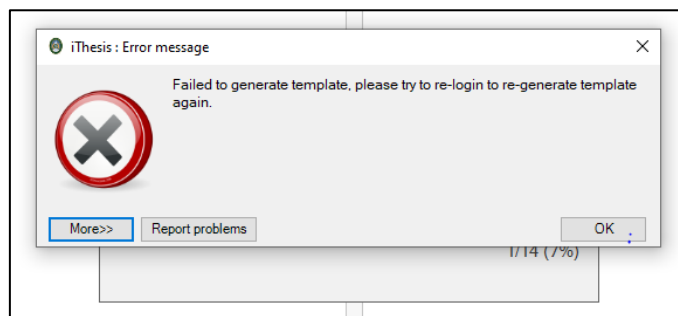 iThesis : Error message
Failed to generate template, please try to re-login to re-generate template
again.
More>>
Report problems
OK
1/14 (7%)